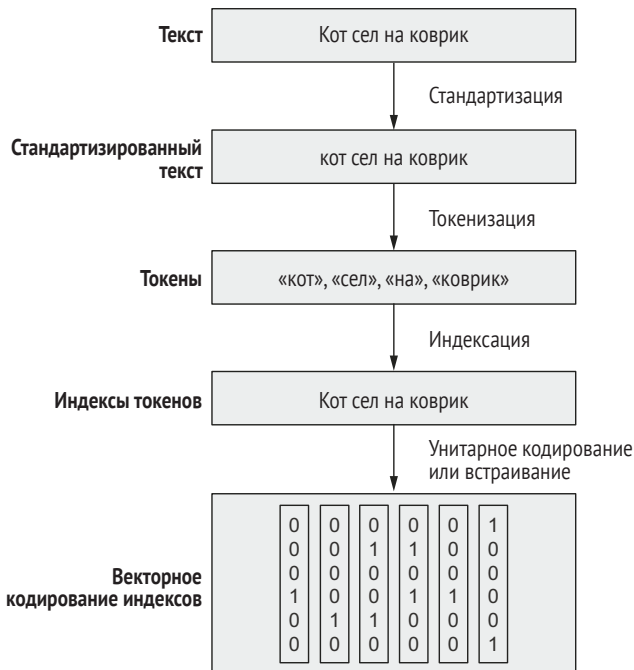 Текст
Кот сел на коврик
Стандартизация
Стандартизированный
текст
кот сел на коврик
Токенизация
Токены
«кот», «сел», «на», «коврик»
Индексация
Индексы токенов
Кот сел на коврик
Унитарное кодирование
или встраивание
Векторное
кодирование индексов
0 0 0 0 0 1
0 0 1 1 0 0
0 0 0 0 0 0
1 0 0 1 1 0
0 1 0 0 0 0
0 0 1 0 0 1